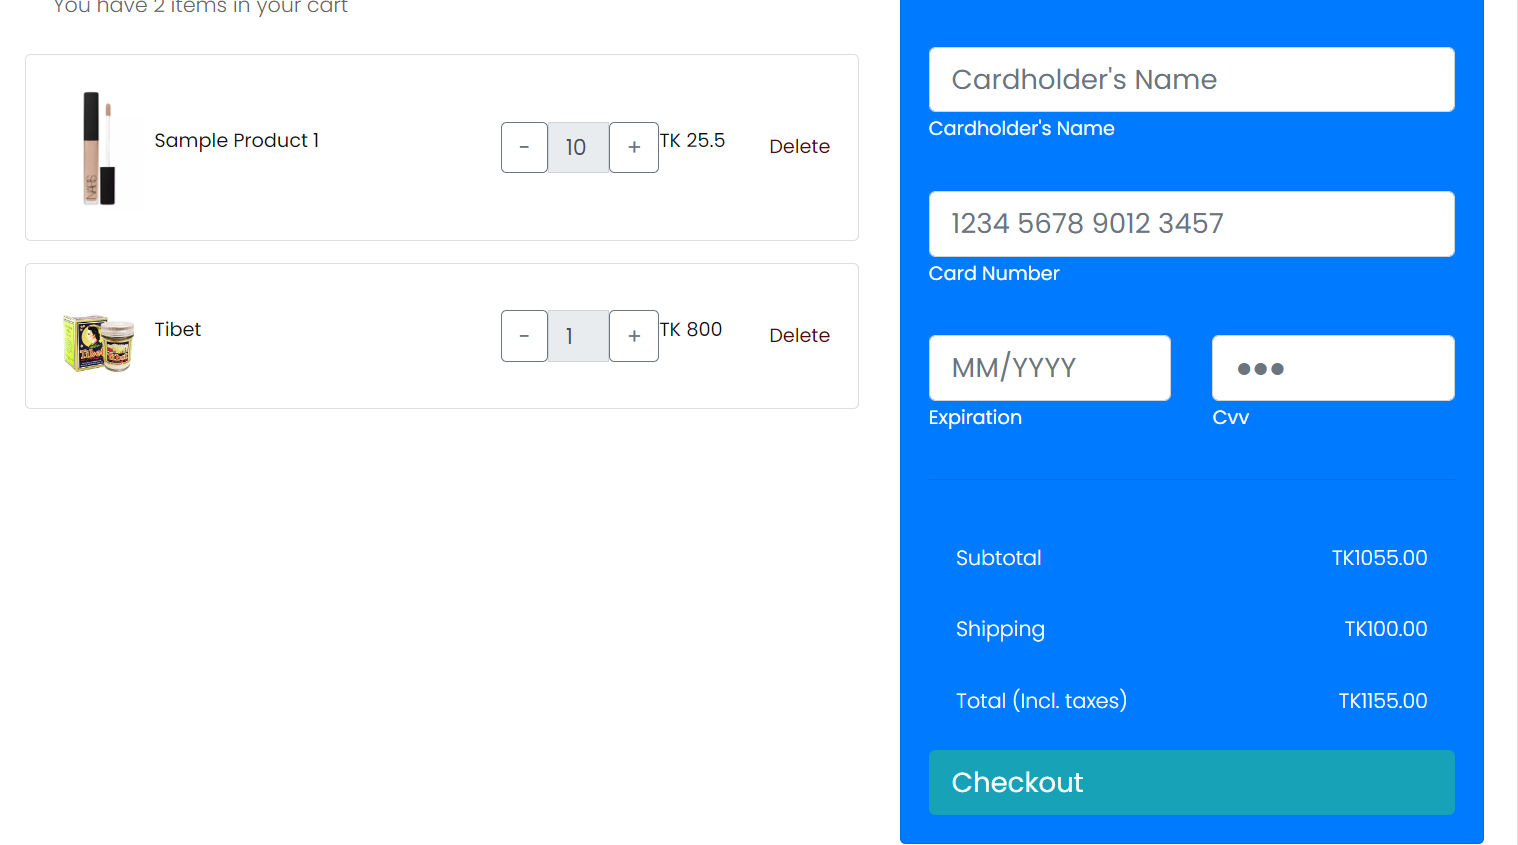 You have 2 items in your cart
Sample Product 1
-
10
+
TK 25.5
Delete
NARS
Tibet
-
1
+
TK 800
Delete
Tibet
Cardholder's Name
Cardholder's Name
1234 5678 9012 3457
Card Number
MM/YYYY
Expiration
●●●
Cvv
Subtotal
TK1055.00
Shipping
TK100.00
Total (Incl. taxes)
TK1155.00
Checkout